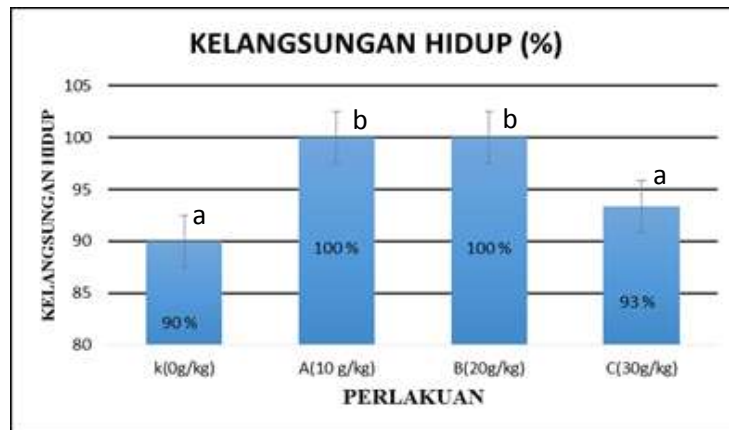 KELANGSUNGAN HIDUP (%)
KELANGSUNGAN HIDUP
105
100
95
90
85
80
a
b
b
a
90 %
100 %
100 %
93 %
k(0g/kg)
A(10 g/kg)
B(20g/kg)
C(30g/kg)
PERLAKUAN